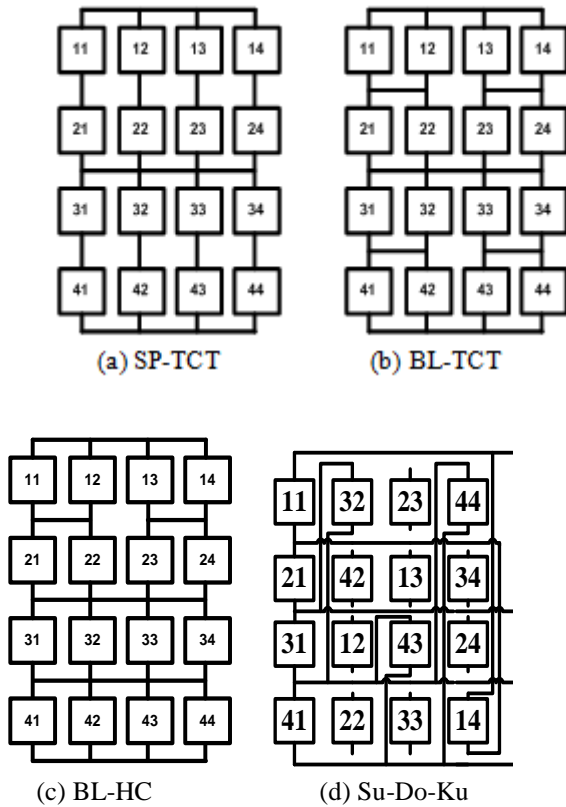 11 12 13 14 11 12 13 14
21 22 23 24 21 22 23 24
31 32 33 34 31 32 33 34
41 42 43 44 41 42 43 44
(a) SP-TCT (b) BL-TCT
11 12 13 14 11 32 23 44
21 22 23 24 21 42 13 34
31 32 33 34 31 12 43 24
41 42 43 44 41 22 33 14
(c) BL-HC (d) Su-Do-Ku